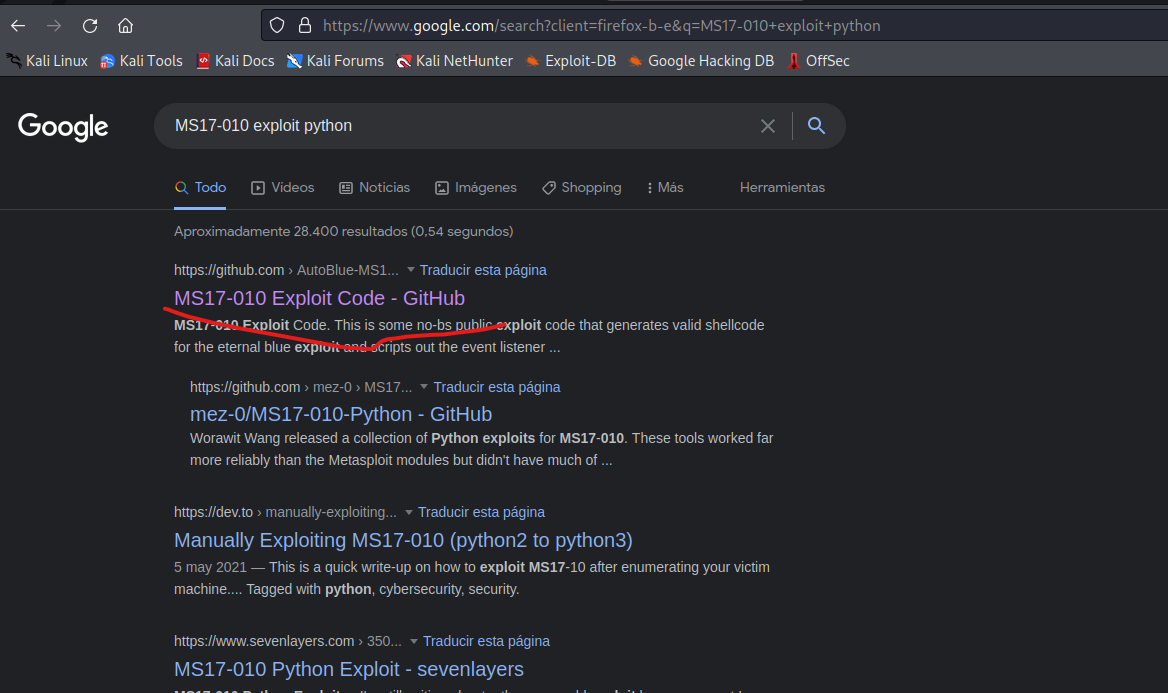 https://www.google.com/search?client=firefox-b-e&q=MS17-010+exploit+python
Kali Linux Kali Tools Kali Docs Kali Forums Kali NetHunter Exploit-DB Google Hacking DB OffSec
Google MS17-010 exploit python
Todo Vídeos Noticias Imágenes Shopping Más Herramientas
Aproximadamente 28.400 resultados (0,54 segundos)
https://github.com › AutoBlue-MS1... Traducir esta página
MS17-010 Exploit Code - GitHub
MS17-010 Exploit Code. This is some no-bs public exploit code that generates valid shellcode
for the eternal blue exploit and scripts out the event listener ...
https://github.com › mez-0 › MS17... Traducir esta página
mez-0/MS17-010-Python - GitHub
Worawit Wang released a collection of Python exploits for MS17-010. These tools worked far
more reliably than the Metasploit modules but didn't have much of ...
https://dev.to › manually-exploiting... Traducir esta página
Manually Exploiting MS17-010 (python2 to python3)
5 may 2021 — This is a quick write-up on how to exploit MS17-10 after enumerating your victim
machine.... Tagged with python, cybersecurity, security.
https://www.sevenlayers.com › 350... Traducir esta página
MS17-010 Python Exploit - sevenlayers